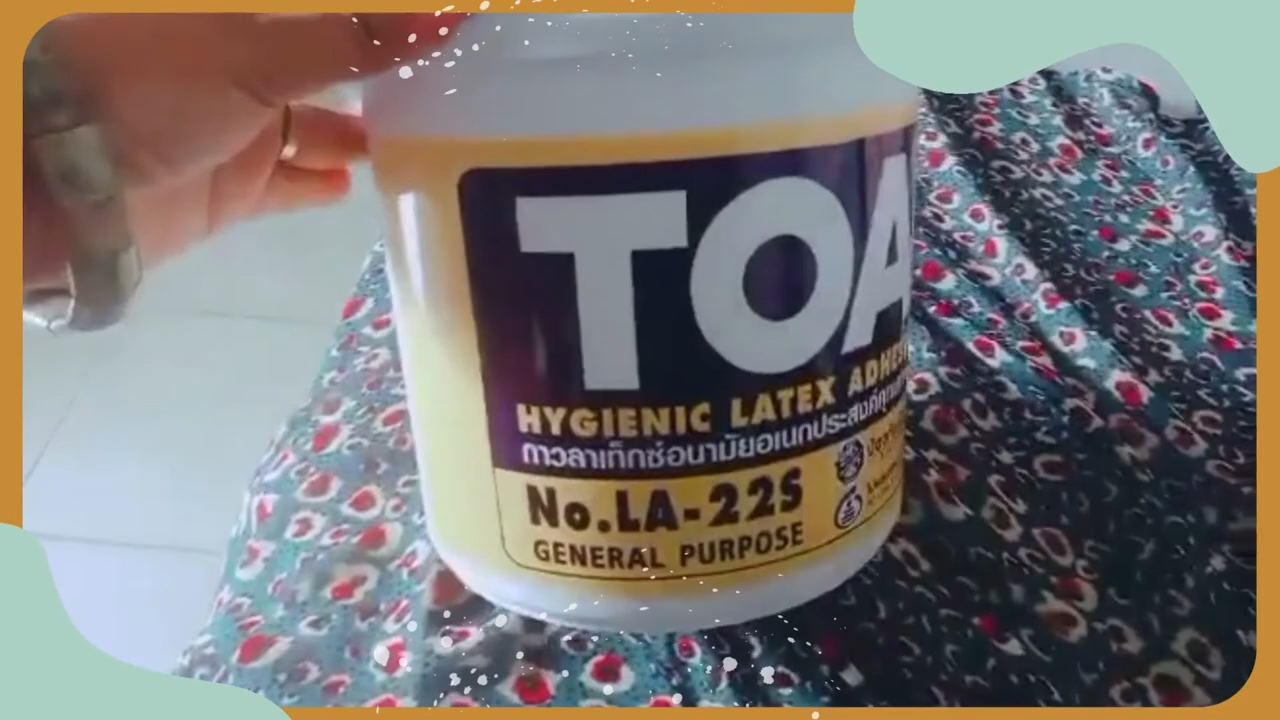 TOA
HYGIENIC LATEX
กาวลาเท็กซ์อนามัยอเนกประสงค์
No.LA-22S
GENERAL PURPOSE